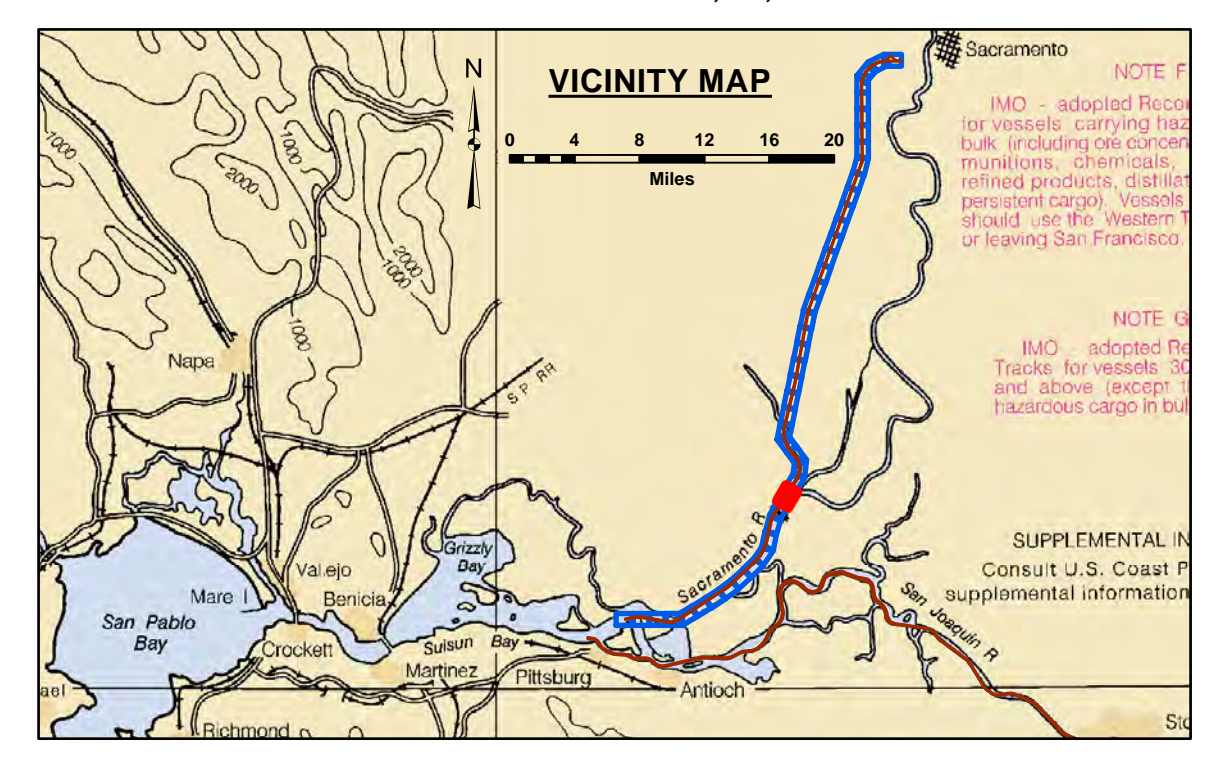 Sacramento
N
VICINITY MAP
NOTE F
IMO - adopted Recor
for vessels carrying haz
bulk (including ore concen
munitions, chemicals,
refined products, distillat
persistent cargo). Vessels
should use the Western T
or leaving San Francisco.
0 4 8 12 16 20
Miles
1000
1000
2000
2000
1000
1000
NOTE G
IMO - adopted Re
Tracks for vessels 30
and above (except t
hazardous cargo in bul
Napa
S P RR
Sacramento R
Grizzly
Bay
SUPPLEMENTAL IN
Consult U.S. Coast P
supplemental information
Vallejo
Mare I
Benicia
San Pablo
Bay
San Joaquin R
Crockett
Suisun Bay
Martinez
Pittsburg
Antioch
ael
Richmond
Sto